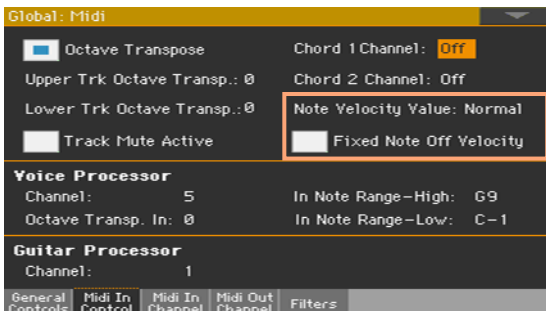 Global: Midi
Octave Transpose
Chord 1 Channel: Off
Upper Trk Octave Transp.: 0
Chord 2 Channel: Off
Lower Trk Octave Transp.: 0
Note Velocity Value: Normal
Track Mute Active
Fixed Note Off Velocity
Voice Processor
Channel: 5
In Note Range-High: G9
Octave Transp. In: 0
In Note Range-Low: C-1
Guitar Processor
Channel: 1
General Controls
Midi In Control
Midi In Channel
Midi Out Channel
Filters